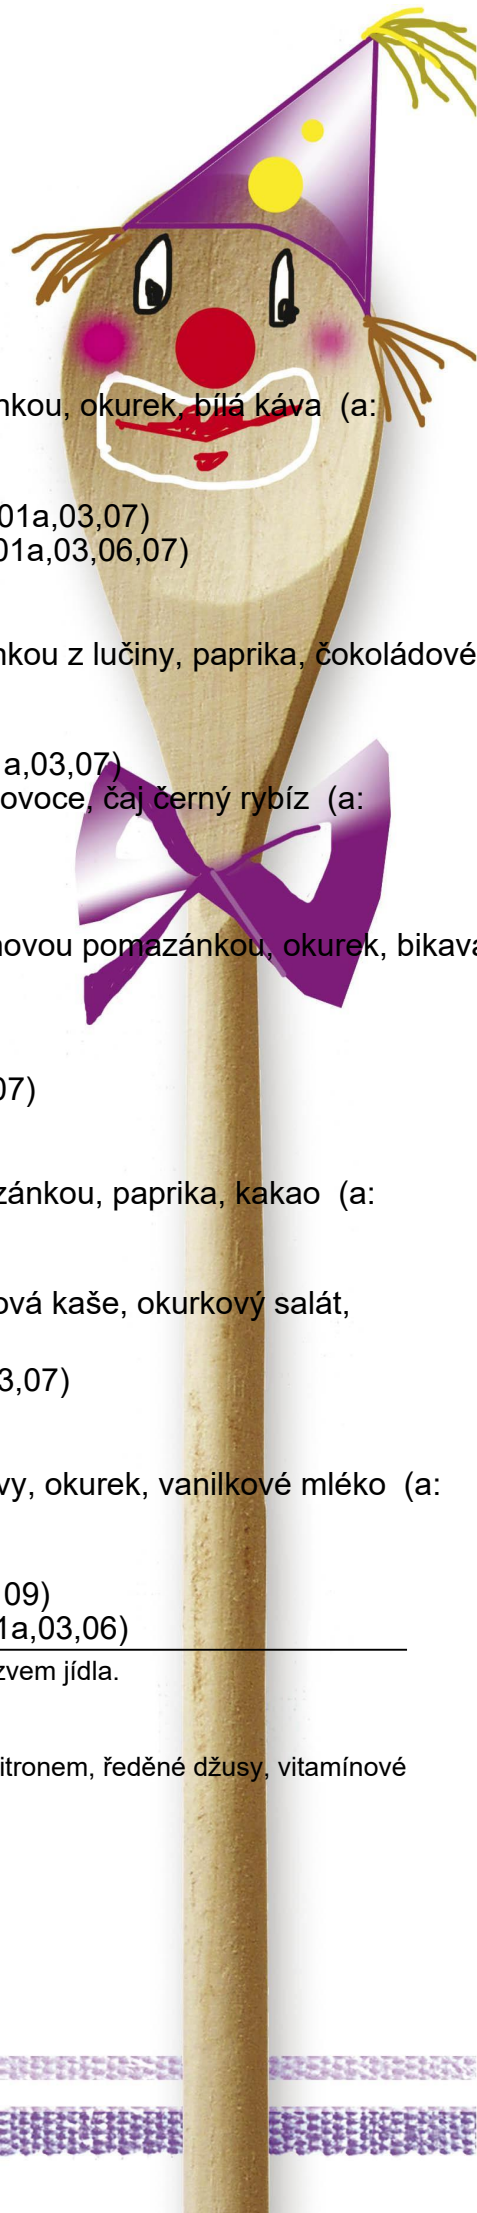 nkou, okurek, bílá káva (a:
01a,03,07)
01a,03,06,07)
nkou z lučiny, paprika, čokoládové
1a,03,07)
ovoce, čaj černý rybíz (a:
novou pomazánkou, okurek, bikava
07)
zánkou, paprika, kakao (a:
ová kaše, okurkový salát,
3,07)
vy, okurek, vanilkové mléko (a:
09)
1a,03,06)
zvem jídla.
itronem, ředěné džusy, vitamínové